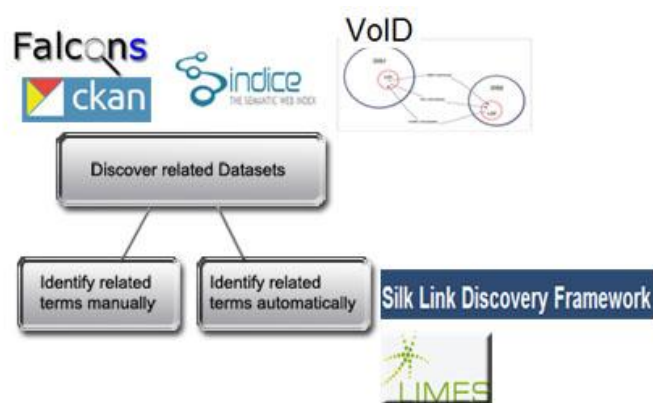 VoID
Falcons
ckan
Sindice
THE SEMANTIC WEB INDEX
Discover related Datasets
Identify related
terms manually
Identify related
terms automatically
Silk Link Discovery Framework
LIMES